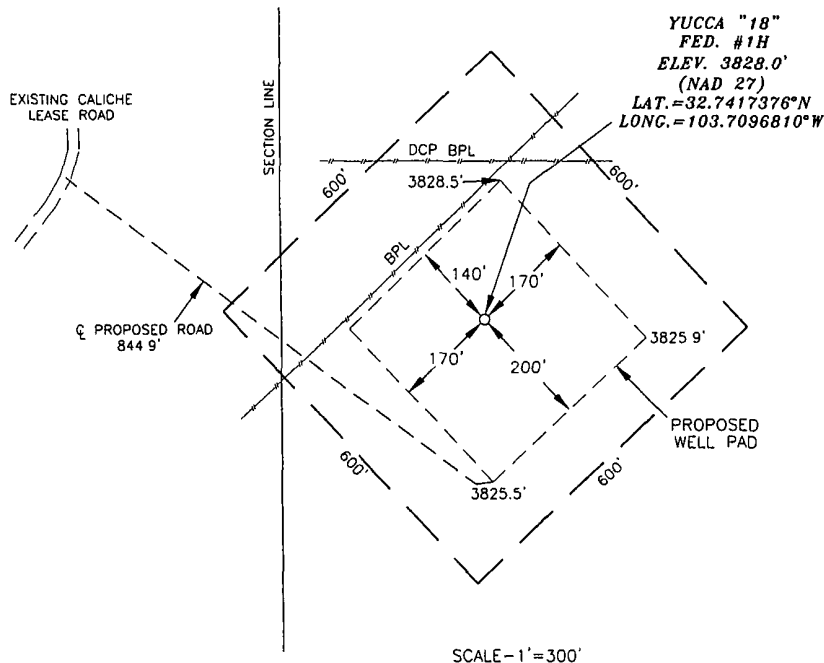 YUCCA "18"
FED. #1H
ELEV. 3828.0'
(NAD 27)
LAT.=32.7417376°N
LONG.=103.7096810°W
EXISTING CALICHE
LEASE ROAD
SECTION LINE
DCP BPL
3828.5'
600'
600'
BPL
140'
170'
℄ PROPOSED ROAD
844 9'
170'
200'
3825 9'
PROPOSED
WELL PAD
600'
600'
3825.5'
SCALE-1'=300'